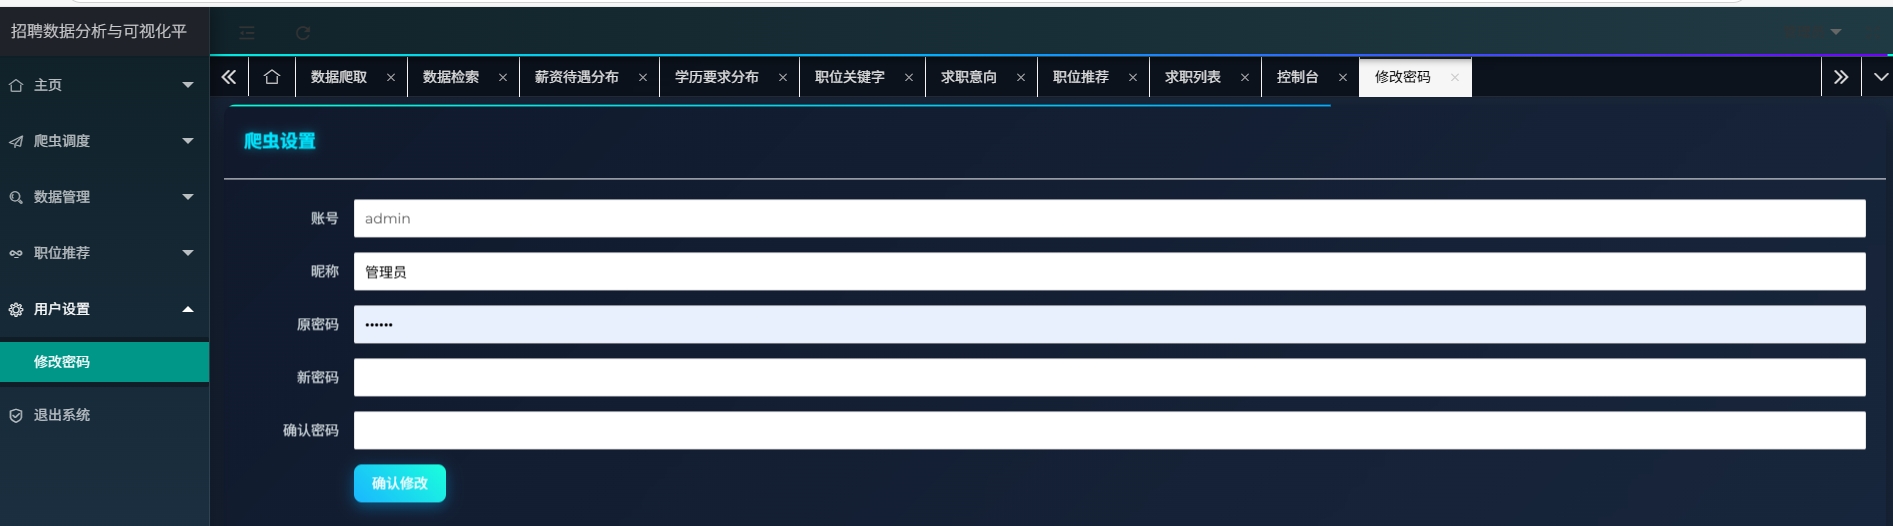 招聘数据分析与可视化平
数据爬取 数据检索 薪资待遇分布 学历要求分布 职位关键字 求职意向 职位推荐 求职列表 控制台 修改密码
主页
爬虫调度
数据管理
职位推荐
用户设置
修改密码
退出系统
爬虫设置
账号 admin
昵称 管理员
原密码 ••••••
新密码
确认密码
确认修改